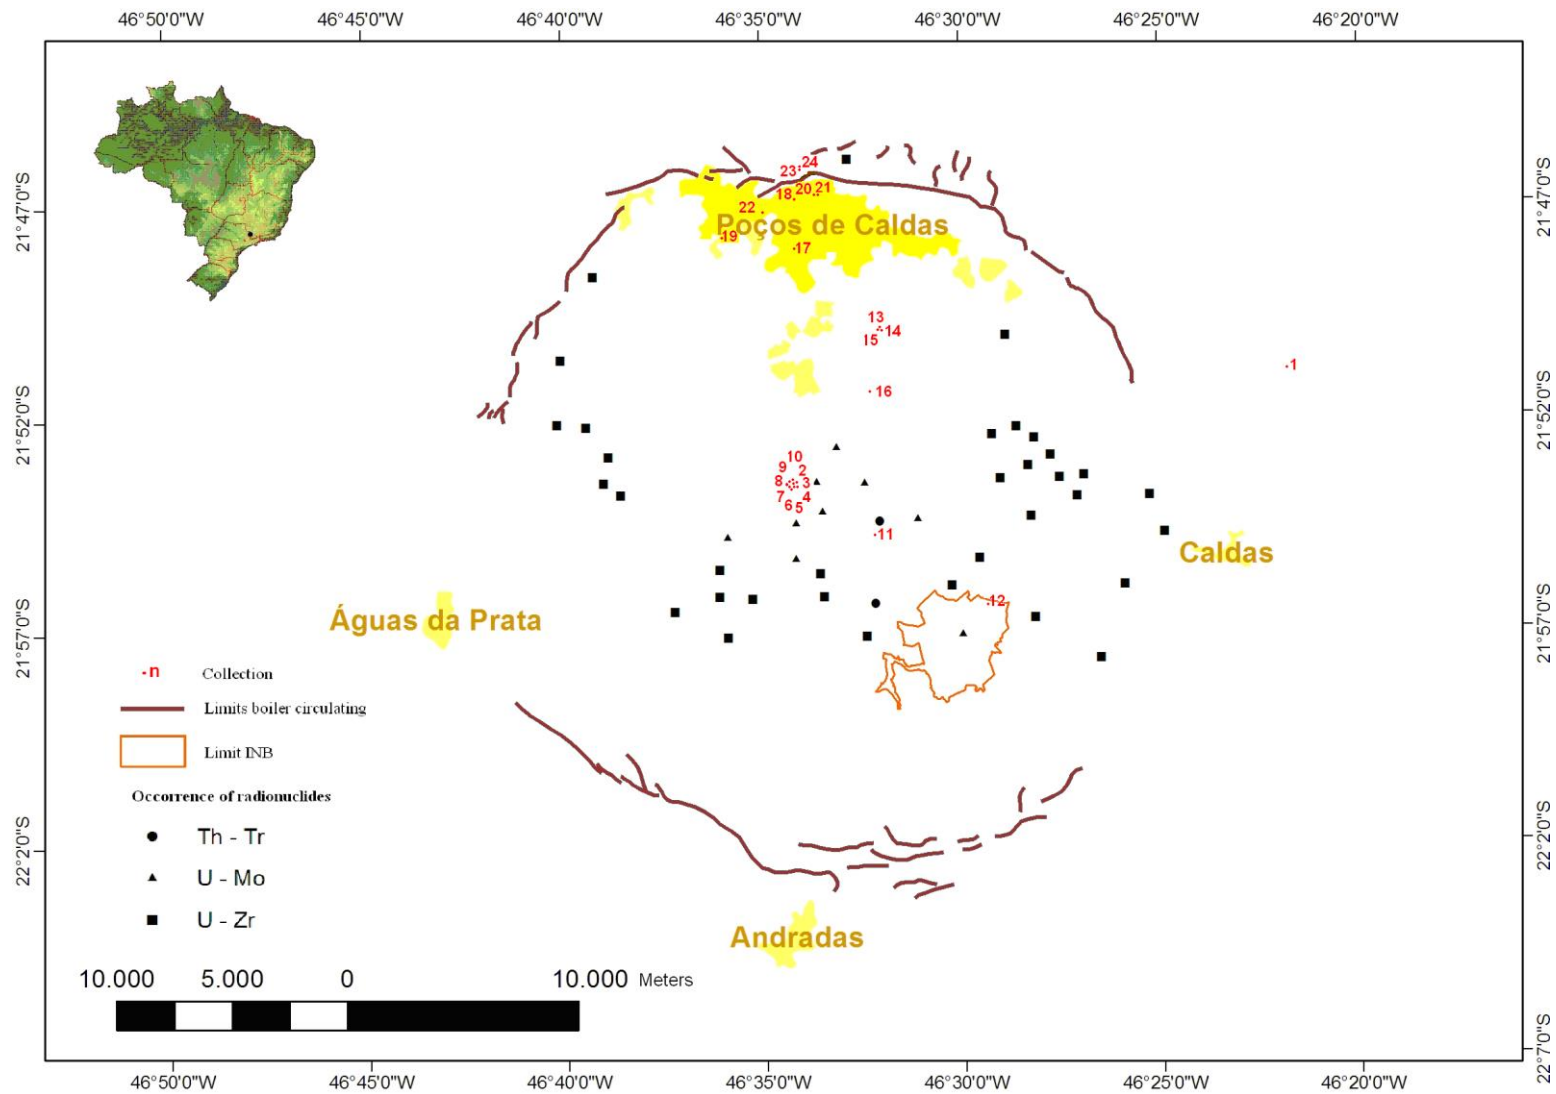 46°50'0"W 46°45'0"W 46°40'0"W 46°35'0"W 46°30'0"W 46°25'0"W 46°20'0"W
24
23
21
20
18
22
21°47'0"S 21°47'0"S
Poços de Caldas
19
17
13
14
15
1
16
21°52'0"S 21°52'0"S
10
9
2
8
3
7
4
6
5
11
Caldas
12
Águas da Prata
21°57'0"S 21°57'0"S
n Collection
Limits boiler circulating
Limit INB
Occorrence of radionuclides
Th - Tr
22°2'0"S 22°2'0"S
U - Mo
U - Zr
Andradas
10.000 5.000 0 10.000 Meters
22°7'0"S
46°50'0"W 46°45'0"W 46°40'0"W 46°35'0"W 46°30'0"W 46°25'0"W 46°20'0"W